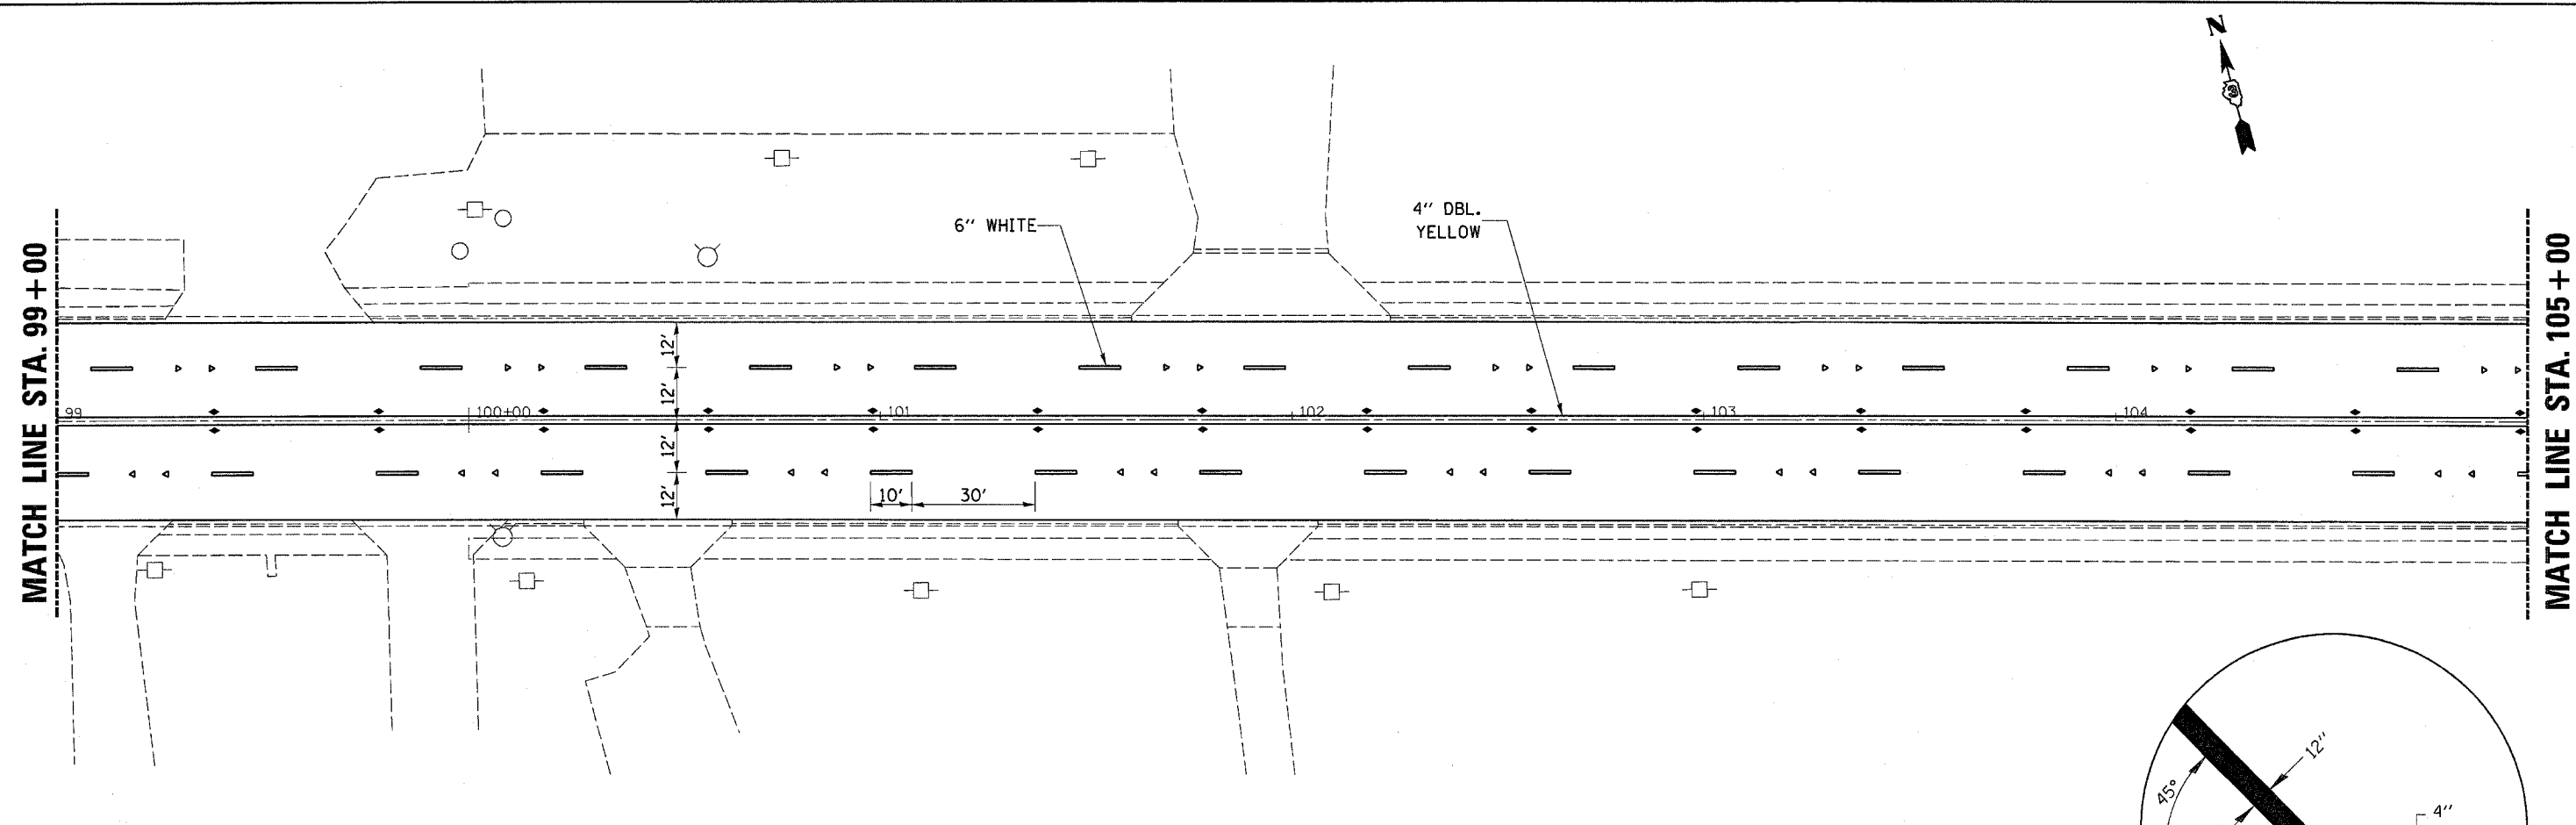 N
3
MATCH LINE STA. 99+00
MATCH LINE STA. 105+00
6" WHITE
4" DBL.
YELLOW
12'
12'
12'
12'
99
100+00
101
102
103
104
10'
30'
12"
45°
4"